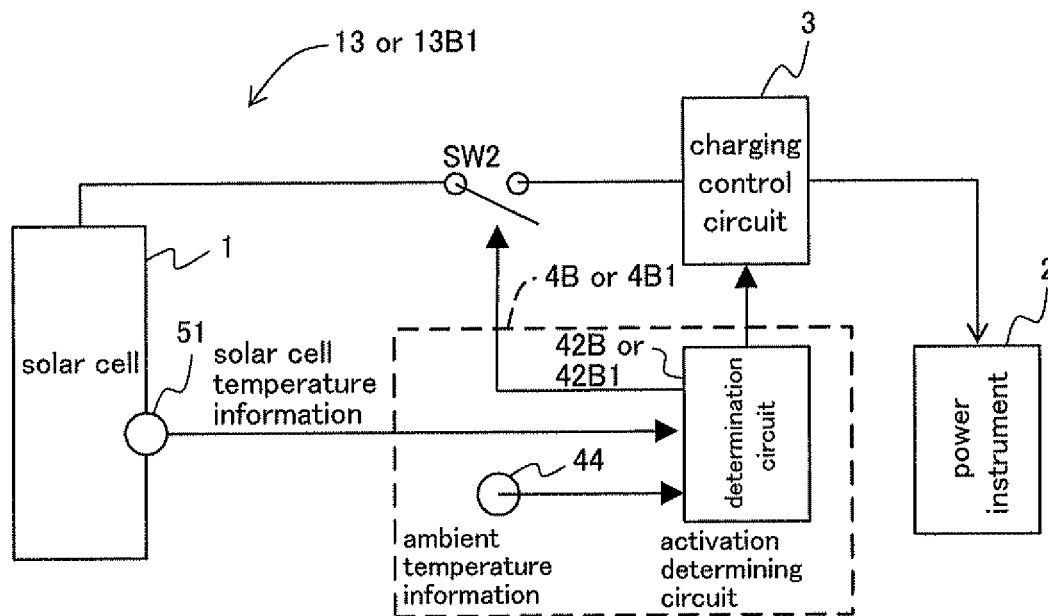 13 or 13B1
3
SW2
charging
control
circuit
1
4B or 4B1
2
51
solar cell
solar cell
temperature
information
42B or
42B1
determination
circuit
power
instrument
44
ambient
temperature
information
activation
determining
circuit